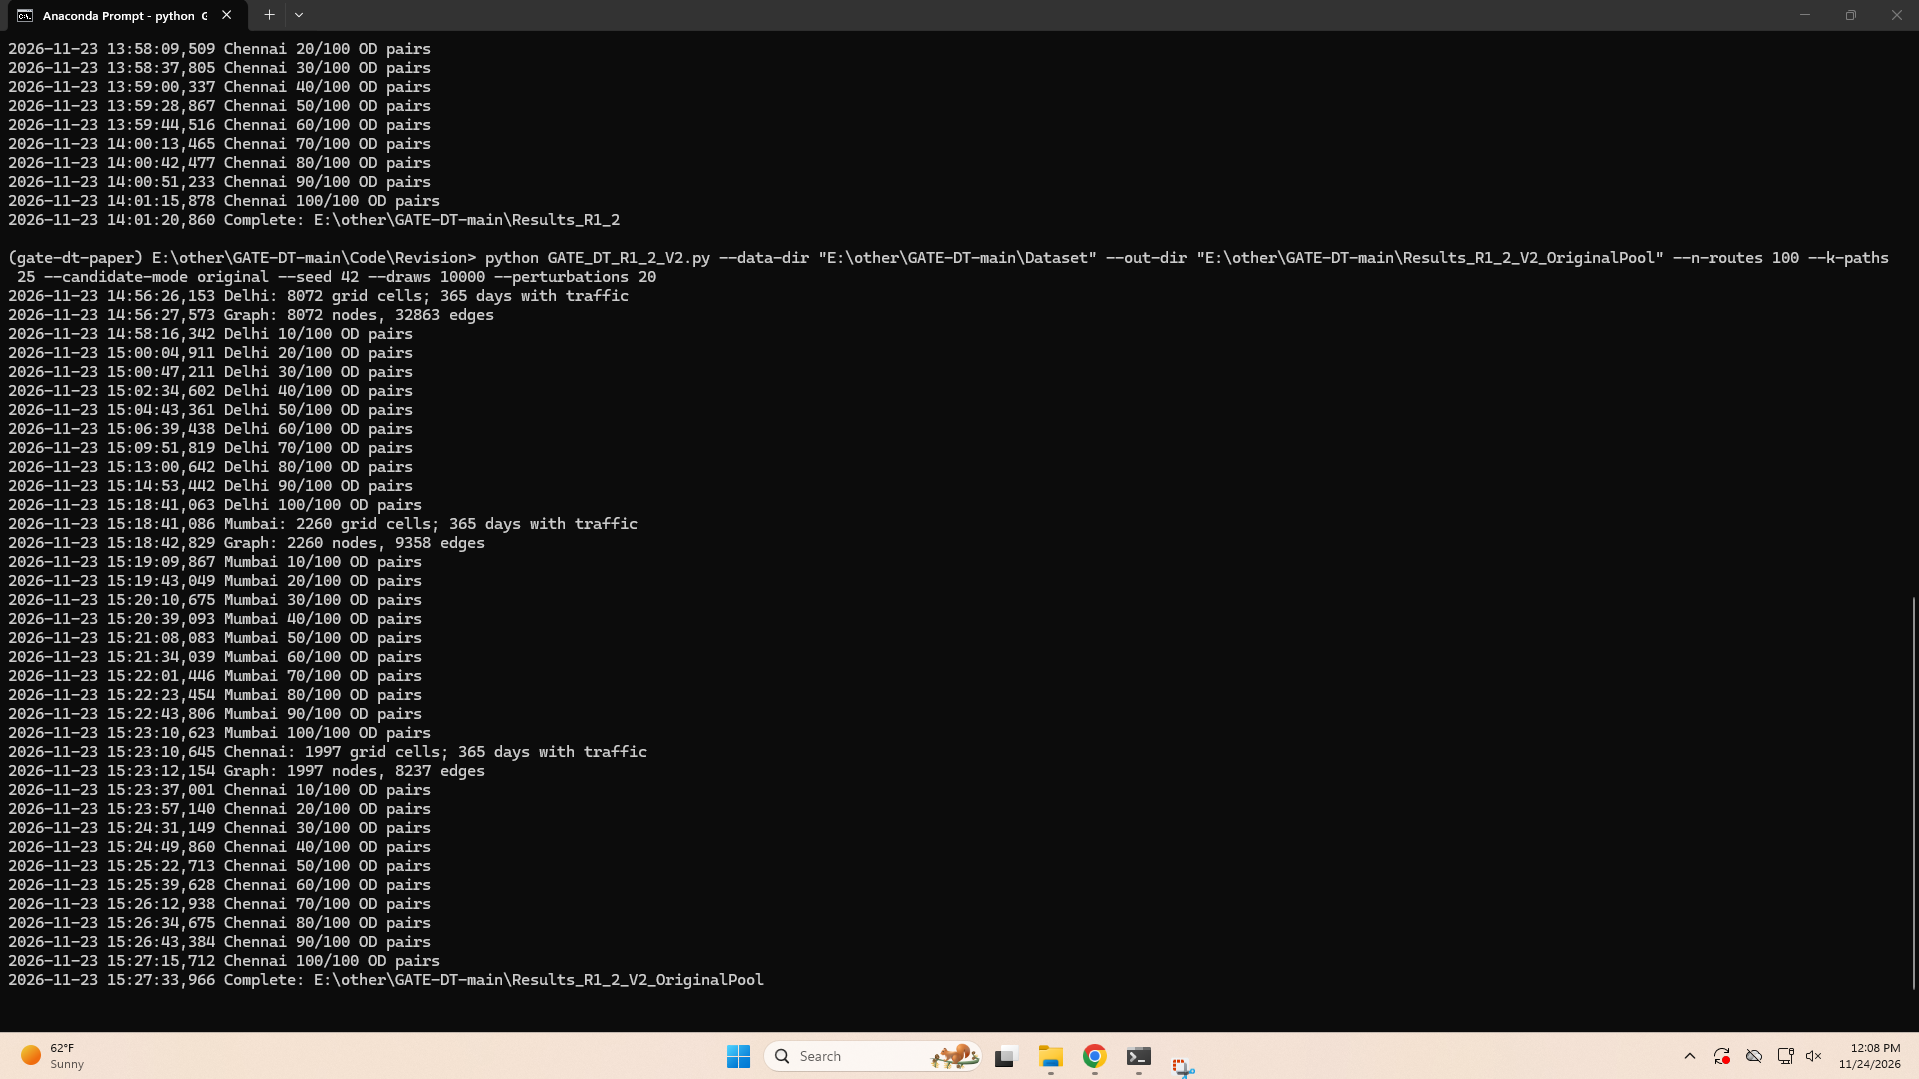 Anaconda Prompt - python G
2026-11-23 13:58:09,509 Chennai 20/100 OD pairs
2026-11-23 13:58:37,805 Chennai 30/100 OD pairs
2026-11-23 13:59:00,337 Chennai 40/100 OD pairs
2026-11-23 13:59:28,867 Chennai 50/100 OD pairs
2026-11-23 13:59:44,516 Chennai 60/100 OD pairs
2026-11-23 14:00:13,465 Chennai 70/100 OD pairs
2026-11-23 14:00:42,477 Chennai 80/100 OD pairs
2026-11-23 14:00:51,233 Chennai 90/100 OD pairs
2026-11-23 14:01:15,878 Chennai 100/100 OD pairs
2026-11-23 14:01:20,860 Complete: E:\other\GATE-DT-main\Results_R1_2
(gate-dt-paper) E:\other\GATE-DT-main\Code\Revision> python GATE_DT_R1_2_V2.py --data-dir "E:\other\GATE-DT-main\Dataset" --out-dir "E:\other\GATE-DT-main\Results_R1_2_V2_OriginalPool" --n-routes 100 --k-paths
25 --candidate-mode original --seed 42 --draws 10000 --perturbations 20
2026-11-23 14:56:26,153 Delhi: 8072 grid cells; 365 days with traffic
2026-11-23 14:56:27,573 Graph: 8072 nodes, 32863 edges
2026-11-23 14:58:16,342 Delhi 10/100 OD pairs
2026-11-23 15:00:04,911 Delhi 20/100 OD pairs
2026-11-23 15:00:47,211 Delhi 30/100 OD pairs
2026-11-23 15:02:34,602 Delhi 40/100 OD pairs
2026-11-23 15:04:43,361 Delhi 50/100 OD pairs
2026-11-23 15:06:39,438 Delhi 60/100 OD pairs
2026-11-23 15:09:51,819 Delhi 70/100 OD pairs
2026-11-23 15:13:00,642 Delhi 80/100 OD pairs
2026-11-23 15:14:53,442 Delhi 90/100 OD pairs
2026-11-23 15:18:41,063 Delhi 100/100 OD pairs
2026-11-23 15:18:41,086 Mumbai: 2260 grid cells; 365 days with traffic
2026-11-23 15:18:42,829 Graph: 2260 nodes, 9358 edges
2026-11-23 15:19:09,867 Mumbai 10/100 OD pairs
2026-11-23 15:19:43,049 Mumbai 20/100 OD pairs
2026-11-23 15:20:10,675 Mumbai 30/100 OD pairs
2026-11-23 15:20:39,093 Mumbai 40/100 OD pairs
2026-11-23 15:21:08,083 Mumbai 50/100 OD pairs
2026-11-23 15:21:34,039 Mumbai 60/100 OD pairs
2026-11-23 15:22:01,446 Mumbai 70/100 OD pairs
2026-11-23 15:22:23,454 Mumbai 80/100 OD pairs
2026-11-23 15:22:43,806 Mumbai 90/100 OD pairs
2026-11-23 15:23:10,623 Mumbai 100/100 OD pairs
2026-11-23 15:23:10,645 Chennai: 1997 grid cells; 365 days with traffic
2026-11-23 15:23:12,154 Graph: 1997 nodes, 8237 edges
2026-11-23 15:23:37,001 Chennai 10/100 OD pairs
2026-11-23 15:23:57,140 Chennai 20/100 OD pairs
2026-11-23 15:24:31,149 Chennai 30/100 OD pairs
2026-11-23 15:24:49,860 Chennai 40/100 OD pairs
2026-11-23 15:25:22,713 Chennai 50/100 OD pairs
2026-11-23 15:25:39,628 Chennai 60/100 OD pairs
2026-11-23 15:26:12,938 Chennai 70/100 OD pairs
2026-11-23 15:26:34,675 Chennai 80/100 OD pairs
2026-11-23 15:26:43,384 Chennai 90/100 OD pairs
2026-11-23 15:27:15,712 Chennai 100/100 OD pairs
2026-11-23 15:27:33,966 Complete: E:\other\GATE-DT-main\Results_R1_2_V2_OriginalPool
62°F
Sunny
Search
12:08 PM
11/24/2026